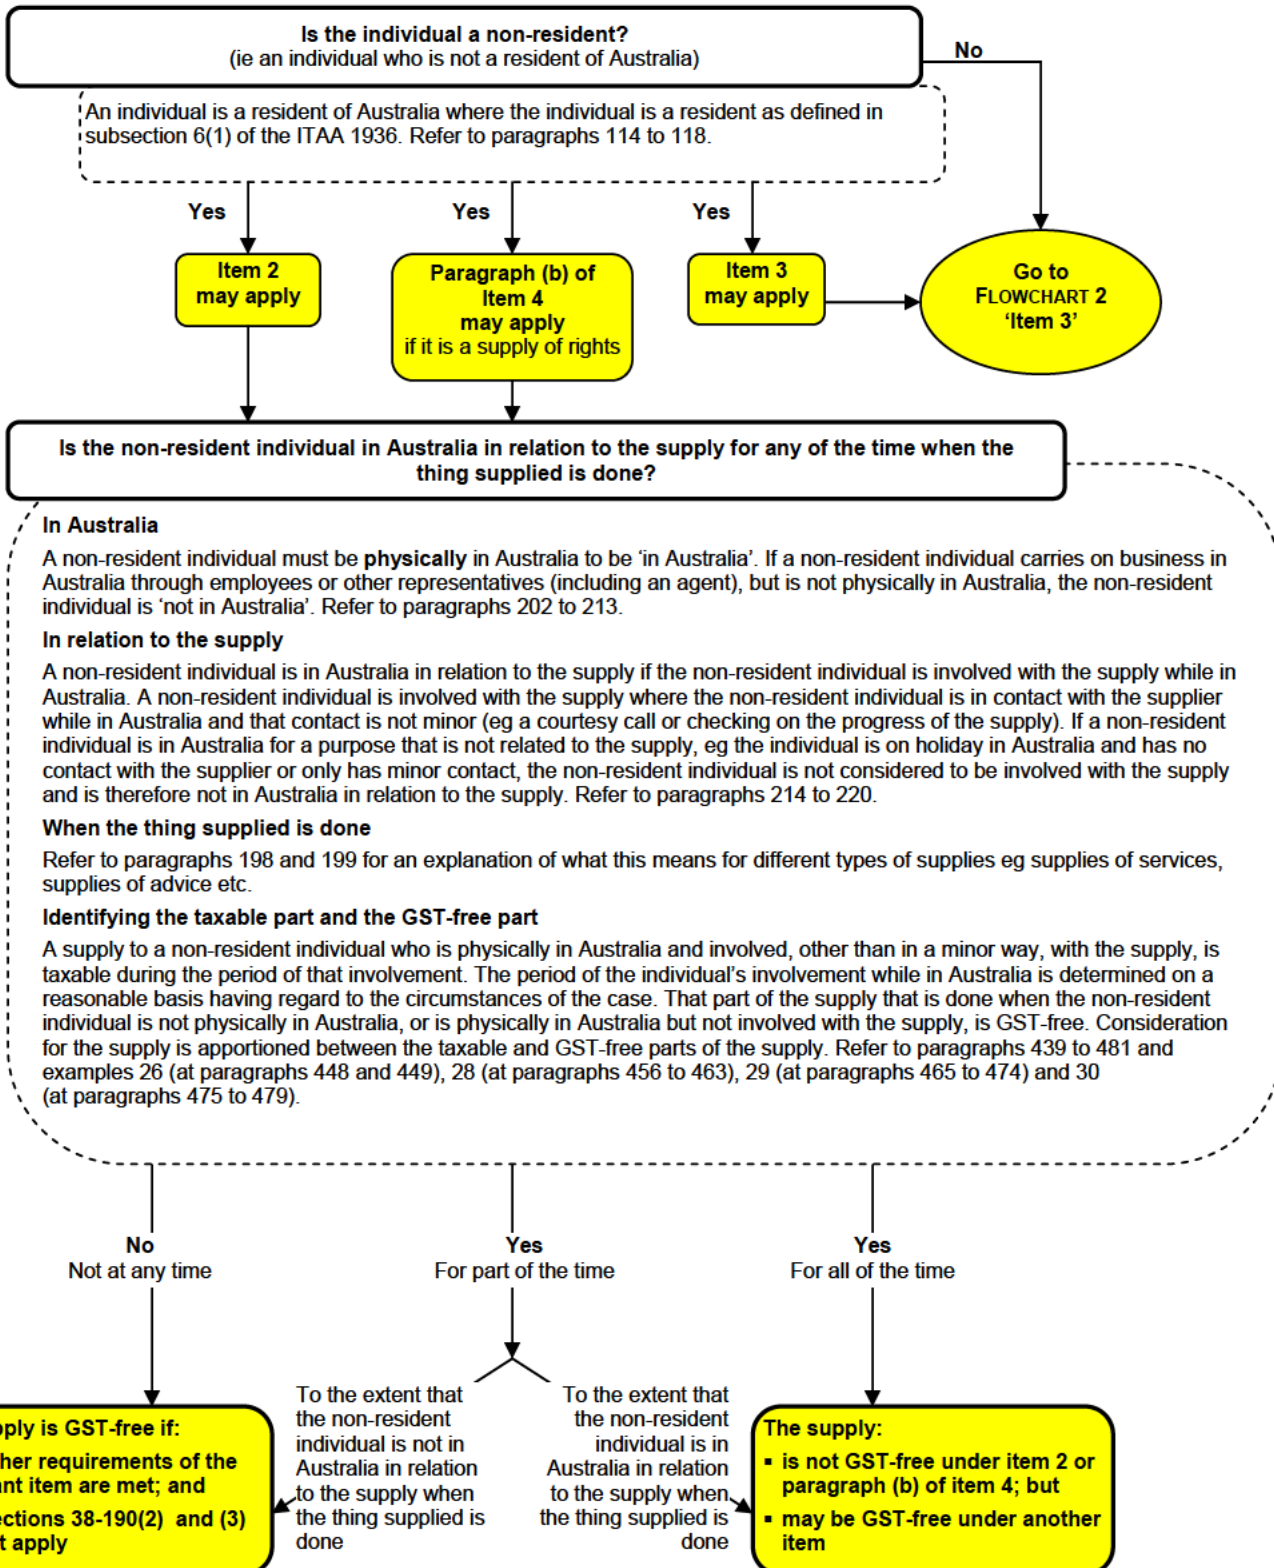 Is the individual a non-resident?
(ie an individual who is not a resident of Australia)
No
An individual is a resident of Australia where the individual is a resident as defined in
subsection 6(1) of the ITAA 1936. Refer to paragraphs 114 to 118.
Yes
Yes
Yes
Item 2
may apply
Paragraph (b) of
Item 4
may apply
if it is a supply of rights
Item 3
may apply
Go to
FLOWCHART 2
‘Item 3’
Is the non-resident individual in Australia in relation to the supply for any of the time when the
thing supplied is done?
In Australia
A non-resident individual must be physically in Australia to be ‘in Australia’. If a non-resident individual carries on business in
Australia through employees or other representatives (including an agent), but is not physically in Australia, the non-resident
individual is ‘not in Australia’. Refer to paragraphs 202 to 213.
In relation to the supply
A non-resident individual is in Australia in relation to the supply if the non-resident individual is involved with the supply while in
Australia. A non-resident individual is involved with the supply where the non-resident individual is in contact with the supplier
while in Australia and that contact is not minor (eg a courtesy call or checking on the progress of the supply). If a non-resident
individual is in Australia for a purpose that is not related to the supply, eg the individual is on holiday in Australia and has no
contact with the supplier or only has minor contact, the non-resident individual is not considered to be involved with the supply
and is therefore not in Australia in relation to the supply. Refer to paragraphs 214 to 220.
When the thing supplied is done
Refer to paragraphs 198 and 199 for an explanation of what this means for different types of supplies eg supplies of services,
supplies of advice etc.
Identifying the taxable part and the GST-free part
A supply to a non-resident individual who is physically in Australia and involved, other than in a minor way, with the supply, is
taxable during the period of that involvement. The period of the individual’s involvement while in Australia is determined on a
reasonable basis having regard to the circumstances of the case. That part of the supply that is done when the non-resident
individual is not physically in Australia, or is physically in Australia but not involved with the supply, is GST-free. Consideration
for the supply is apportioned between the taxable and GST-free parts of the supply. Refer to paragraphs 439 to 481 and
examples 26 (at paragraphs 448 and 449), 28 (at paragraphs 456 to 463), 29 (at paragraphs 465 to 474) and 30
(at paragraphs 475 to 479).
No
Not at any time
Yes
For part of the time
Yes
For all of the time
is GST-free if:
requirements of the
item are met; and
38-190(2) and (3)
apply
To the extent that
the non-resident
individual is not in
Australia in relation
to the supply when
the thing supplied is
done
To the extent that
the non-resident
individual is in
Australia in relation
to the supply when
the thing supplied is
done
The supply:
▪ is not GST-free under item 2 or
paragraph (b) of item 4; but
▪ may be GST-free under another
item